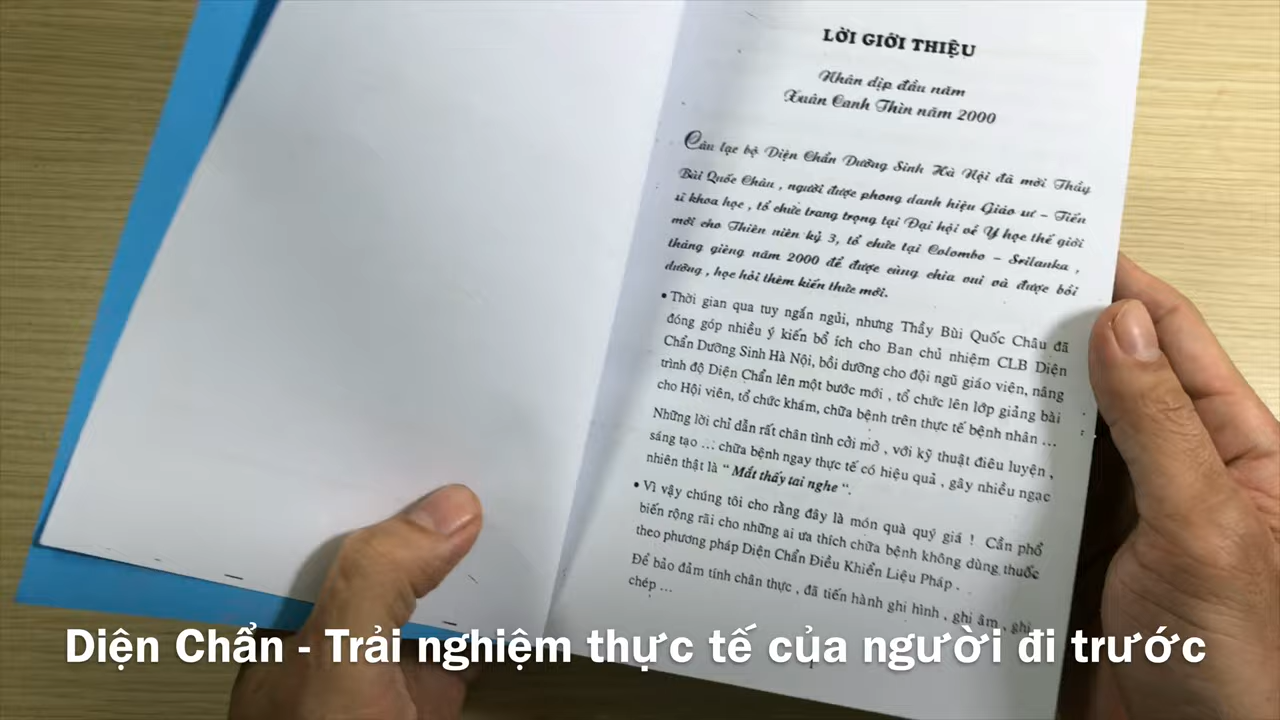 LỜI GIỚI THIỆU
Nhân dịp đầu năm
Xuân Canh Thìn năm 2000
Câu lạc bộ Diện Chẩn Dưỡng Sinh Hà Nội đã mời Thầy
Bùi Quốc Châu , người được phong danh hiệu Giáo sư – Tiến
sĩ khoa học , tổ chức trang trọng tại Đại hội về Y học thế giới
mới cho Thiên niên kỷ 3, tổ chức tại Colombo – Srilanka ,
tháng giêng năm 2000 để được cùng chia vui và được bồi
dưỡng , học hỏi thêm kiến thức mới.
• Thời gian qua tuy ngắn ngủi, nhưng Thầy Bùi Quốc Châu đã
đóng góp nhiều ý kiến bổ ích cho Ban chủ nhiệm CLB Diện
Chẩn Dưỡng Sinh Hà Nội, bồi dưỡng cho đội ngũ giáo viên, nâng
trình độ Diện Chẩn lên một bước mới , tổ chức lên lớp giảng bài
cho Hội viên, tổ chức khám, chữa bệnh trên thực tế bệnh nhân ...
Những lời chỉ dẫn rất chân tình cởi mở , với kỹ thuật điêu luyện ,
sáng tạo ... chữa bệnh ngay thực tế có hiệu quả , gây nhiều ngạc
nhiên thật là “ Mắt thấy tai nghe “.
• Vì vậy chúng tôi cho rằng đây là món quà quý giá ! Cần phổ
biến rộng rãi cho những ai ưa thích chữa bệnh không dùng thuốc
theo phương pháp Diện Chẩn Điều Khiển Liệu Pháp .
Để bảo đảm tính chân thực , đã tiến hành ghi hình , ghi âm , ghi
chép ...
Diện Chẩn - Trải nghiệm thực tế của người đi trước